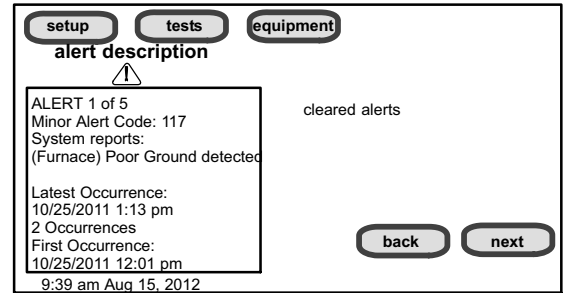 setup tests equipment
alert description
ALERT 1 of 5
Minor Alert Code: 117
System reports:
(Furnace) Poor Ground detected
Latest Occurrence:
10/25/2011 1:13 pm
2 Occurrences
First Occurrence:
10/25/2011 12:01 pm
cleared alerts
back next
9:39 am Aug 15, 2012